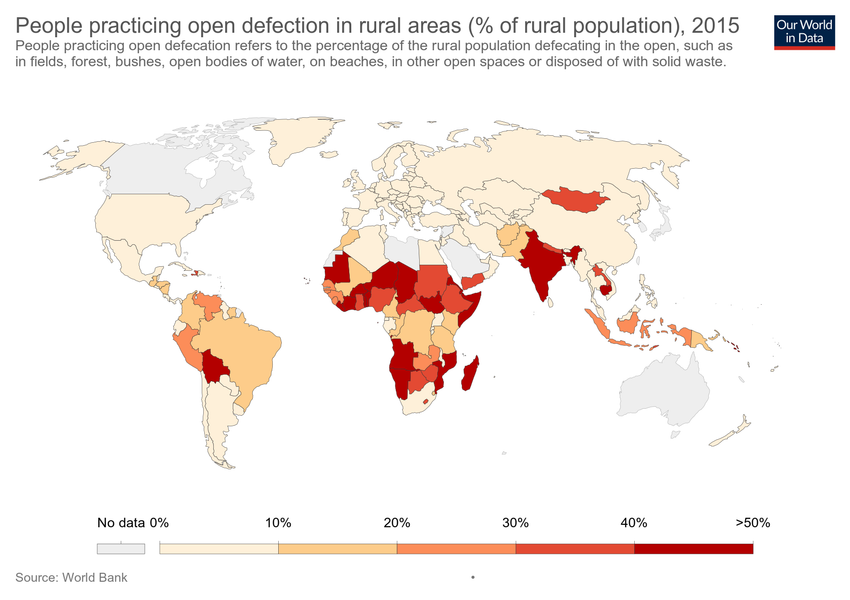 People practicing open defection in rural areas (% of rural population), 2015
People practicing open defecation refers to the percentage of the rural population defecating in the open, such as
in fields, forest, bushes, open bodies of water, on beaches, in other open spaces or disposed of with solid waste.
Our World
in Data
No data 0% 10% 20% 30% 40% >50%
Source: World Bank